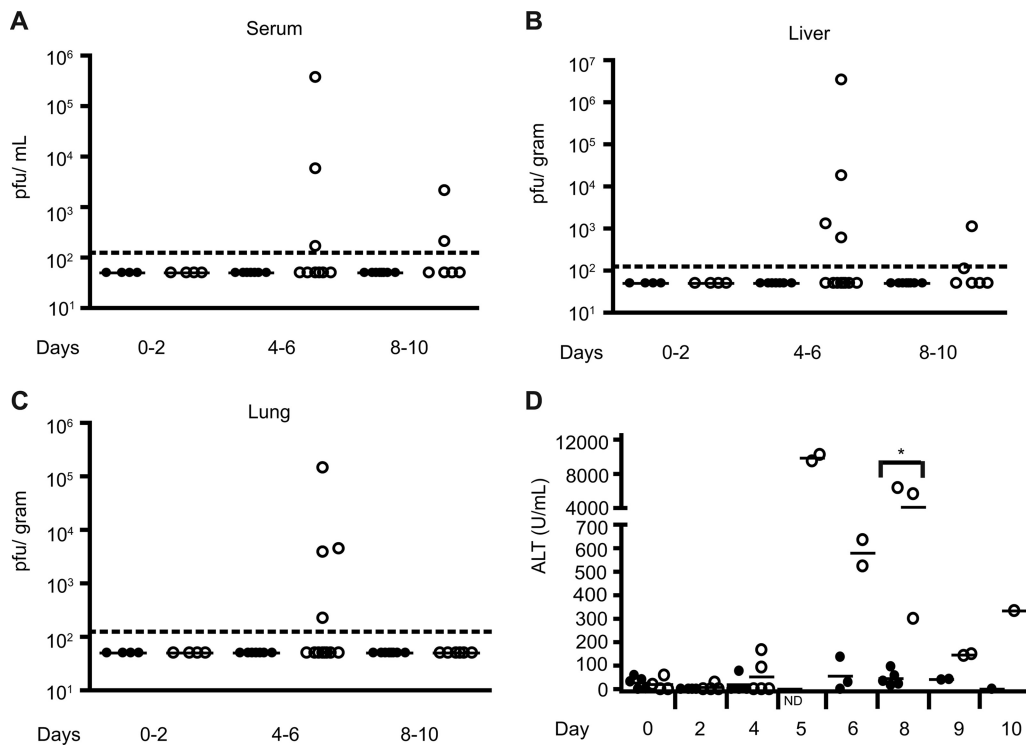 A
Serum
pfu/ mL
10^6
10^5
10^4
10^3
10^2
10^1
Days 0-2 4-6 8-10
B
Liver
pfu/ gram
10^7
10^6
10^5
10^4
10^3
10^2
10^1
Days 0-2 4-6 8-10
C
Lung
pfu/ gram
10^6
10^5
10^4
10^3
10^2
10^1
Days 0-2 4-6 8-10
D
ALT (U/mL)
12000
8000
4000
700
600
500
400
300
200
100
0
*
ND
Day 0 2 4 5 6 8 9 10